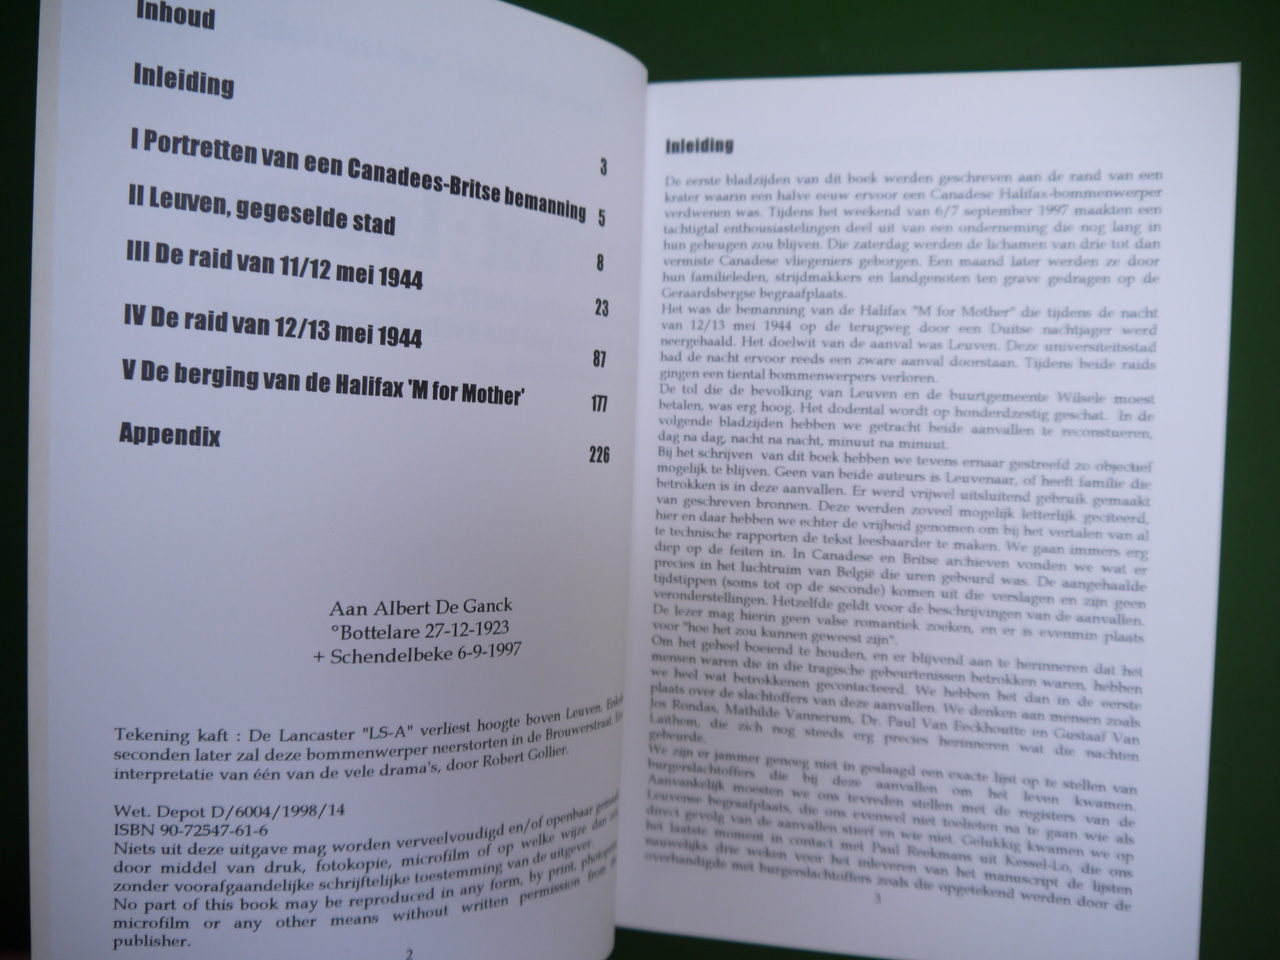 Inhoud
Inleiding 3
I Portretten van een Canadees-Britse bemanning 5
II Leuven, gegeselde stad 8
III De raid van 11/12 mei 1944 23
IV De raid van 12/13 mei 1944 87
V De berging van de Halifax 'M for Mother' 177
Appendix 226
Aan Albert De Ganck
°Bottelare 27-12-1923
+ Schendelbeke 6-9-1997
Tekening kaft : De Lancaster "LS-A" verliest hoogte boven Leuven.
seconden later zal deze bommenwerper neerstorten in de Brouwerstraat.
interpretatie van één van de vele drama's, door Robert Gollier.
Wet. Depot D/6004/1998/14
ISBN 90-72547-61-6
Niets uit deze uitgave mag worden verveelvoudigd en/of openbaar
door middel van druk, fotokopie, microfilm of op welke wijze dan
zonder voorafgaandelijke schriftelijke toestemming van de uitgever.
No part of this book may be reproduced in any form, by print,
microfilm or any other means without written permission from
publisher.
2
Inleiding
De eerste bladzijden van dit boek werden geschreven aan de rand van een
krater waarin een halve eeuw ervoor een Canadese Halifax-bommenwerper
verdwenen was. Tijdens het weekend van 6/7 september 1997 maakten een
tachtigtal enthousiastelingen deel uit van een onderneming die nog lang in
hun geheugen zou blijven. Die zaterdag werden de lichamen van drie tot dan
vermiste Canadese vliegeniers geborgen. Een maand later werden ze door
hun familieleden, strijdmakkers en landgenoten ten grave gedragen op de
Geraardsbergse begraafplaats.
Het was de bemanning van de Halifax "M for Mother" die tijdens de nacht
van 12/13 mei 1944 op de terugweg door een Duitse nachtjager werd
neergehaald. Het doelwit van de aanval was Leuven. Deze universiteitsstad
had de nacht ervoor reeds een zware aanval doorstaan. Tijdens beide raids
gingen een tiental bommenwerpers verloren.
De tol die de bevolking van Leuven en de buurtgemeente Wilsele moest
betalen, was erg hoog. Het dodental wordt op honderdzestig geschat. In de
volgende bladzijden hebben we getracht beide aanvallen te reconstueren,
dag na dag, nacht na nacht, minuut na minuut.
Bij het schrijven van dit boek hebben we tevens ernaar gestreefd zo objectief
mogelijk te blijven. Geen van beide auteurs is Leuvenaar, of heeft familie die
betrokken is in deze aanvallen. Er werd vrijwel uitsluitend gebruik gemaakt
van geschreven bronnen. Deze werden zoveel mogelijk letterlijk geciteerd,
hier en daar hebben we echter de vrijheid genomen om bij het vertalen van al
te technische rapporten de tekst leesbaarder te maken. We gaan immers erg
diep op de feiten in. In Canadese en Britse archieven vonden we wat er
precies in het luchtruim van België die uren gebeurd was. De aangehaalde
tijdstippen (soms tot op de seconde) komen uit die verslagen en zijn geen
veronderstellingen. Hetzelfde geldt voor de beschrijvingen van de aanvallen.
De lezer mag hierin geen valse romantiek zoeken, en er is evenmin plaats
voor "hoe het zou kunnen geweest zijn".
Om het geheel boeiend te houden, en er blijvend aan te herinneren dat het
mensen waren die in die tragische gebeurtenissen betrokken waren, hebben
we heel wat betrokkenen gecontacteerd. We hebben het dan in de eerste
plaats over de slachtoffers van deze aanvallen. We denken aan mensen zoals
Jos Rondas, Mathilde Vannerum, Dr. Paul Van Eeckhoutte en Gustaaf Van
Laithem, die zich nog steeds erg precies herinneren wat die nachten
gebeurde.
We zijn er jammer genoeg niet in geslaagd een exacte lijst op te stellen van
burgerslachtoffers die bij deze aanvallen om het leven kwamen.
Aanvankelijk moesten we ons tevreden stellen met de registers van de
Leuvense begraafplaats, die ons evenwel niet toelieten na te gaan wie als
direct gevolg van de aanvallen stierf en wie niet. Gelukkig kwamen we op
het laatste moment in contact met Paul Reekmans uit Kessel-Lo, die ons
nauwelijks drie weken voor het inleveren van het manuscript de lijsten
overhandigde met burgerslachtoffers zoals die opgetekend werden door de
3